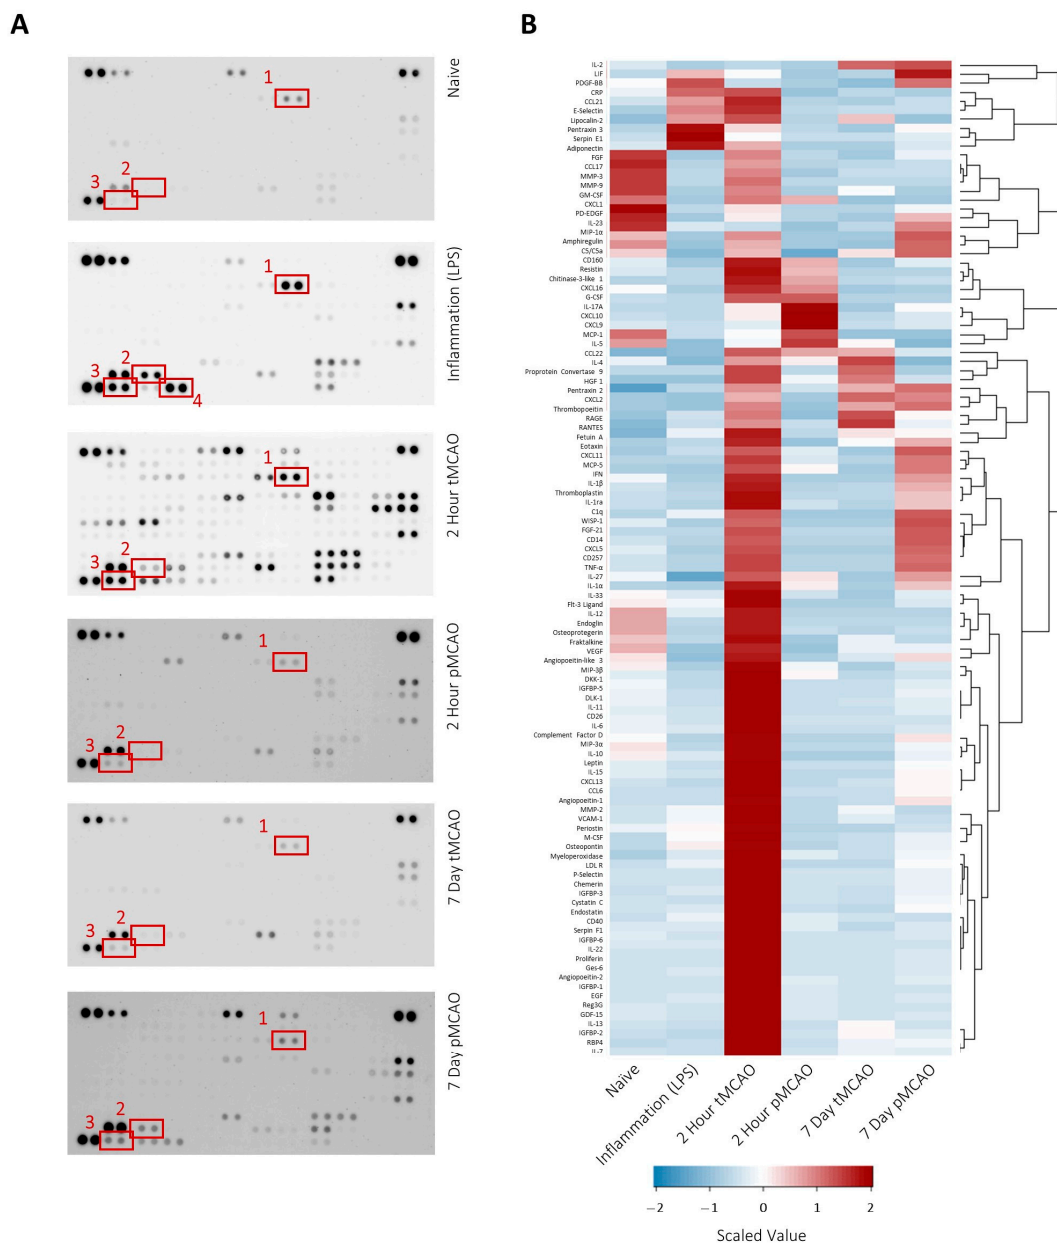 A
B
Naive
1
2
3
Inflammation (LPS)
1
2
3
4
2 Hour tMCAO
1
2
3
2 Hour pMCAO
1
2
3
7 Day tMCAO
1
2
3
7 Day pMCAO
1
2
3
IL-2
LIF
PDGF-BB
CRP
CCL21
E-Selectin
Lipocalin-2
Pentraxin 3
Serpin E1
Adiponectin
FGF
CCL17
MMP-3
MMP-9
GM-CSF
CXCL1
PD-EDGF
IL-23
MIP-1α
Amphiregulin
C5/C5a
CD160
Resistin
Chitinase-3-like 1
CXCL16
G-CSF
IL-17A
CXCL10
CXCL9
MCP-1
IL-5
CCL22
IL-4
Proprotein Convertase 9
HGF 1
Pentraxin 2
CXCL2
Thrombopoeitin
RAGE
RANTES
Fetuin A
Eotaxin
CXCL11
MCP-5
IFN
IL-1β
Thromboplastin
IL-1ra
C1q
WISP-1
FGF-21
CD14
CXCL5
CD257
TNF-α
IL-27
IL-1α
IL-33
Flt-3 Ligand
IL-12
Endoglin
Osteoprotegerin
Fraktalkine
VEGF
Angiopoeitin-like 3
MIP-3β
DKK-1
IGFBP-5
DLK-1
IL-11
CD26
IL-6
Complement Factor D
MIP-3α
IL-10
Leptin
IL-15
CXCL13
CCL6
Angiopoeitin-1
MMP-2
VCAM-1
Periostin
M-CSF
Osteopontin
Myeloperoxidase
LDL R
P-Selectin
Chemerin
IGFBP-3
Cystatin C
Endostatin
CD40
Serpin F1
IGFBP-6
IL-22
Proliferin
Ges-6
Angiopoeitin-2
IGFBP-1
EGF
Reg3G
GDF-15
IL-13
IGFBP-2
RBP4
IL-7
Naïve
Inflammation (LPS)
2 Hour tMCAO
2 Hour pMCAO
7 Day tMCAO
7 Day pMCAO
−2 −1 0 1 2
Scaled Value